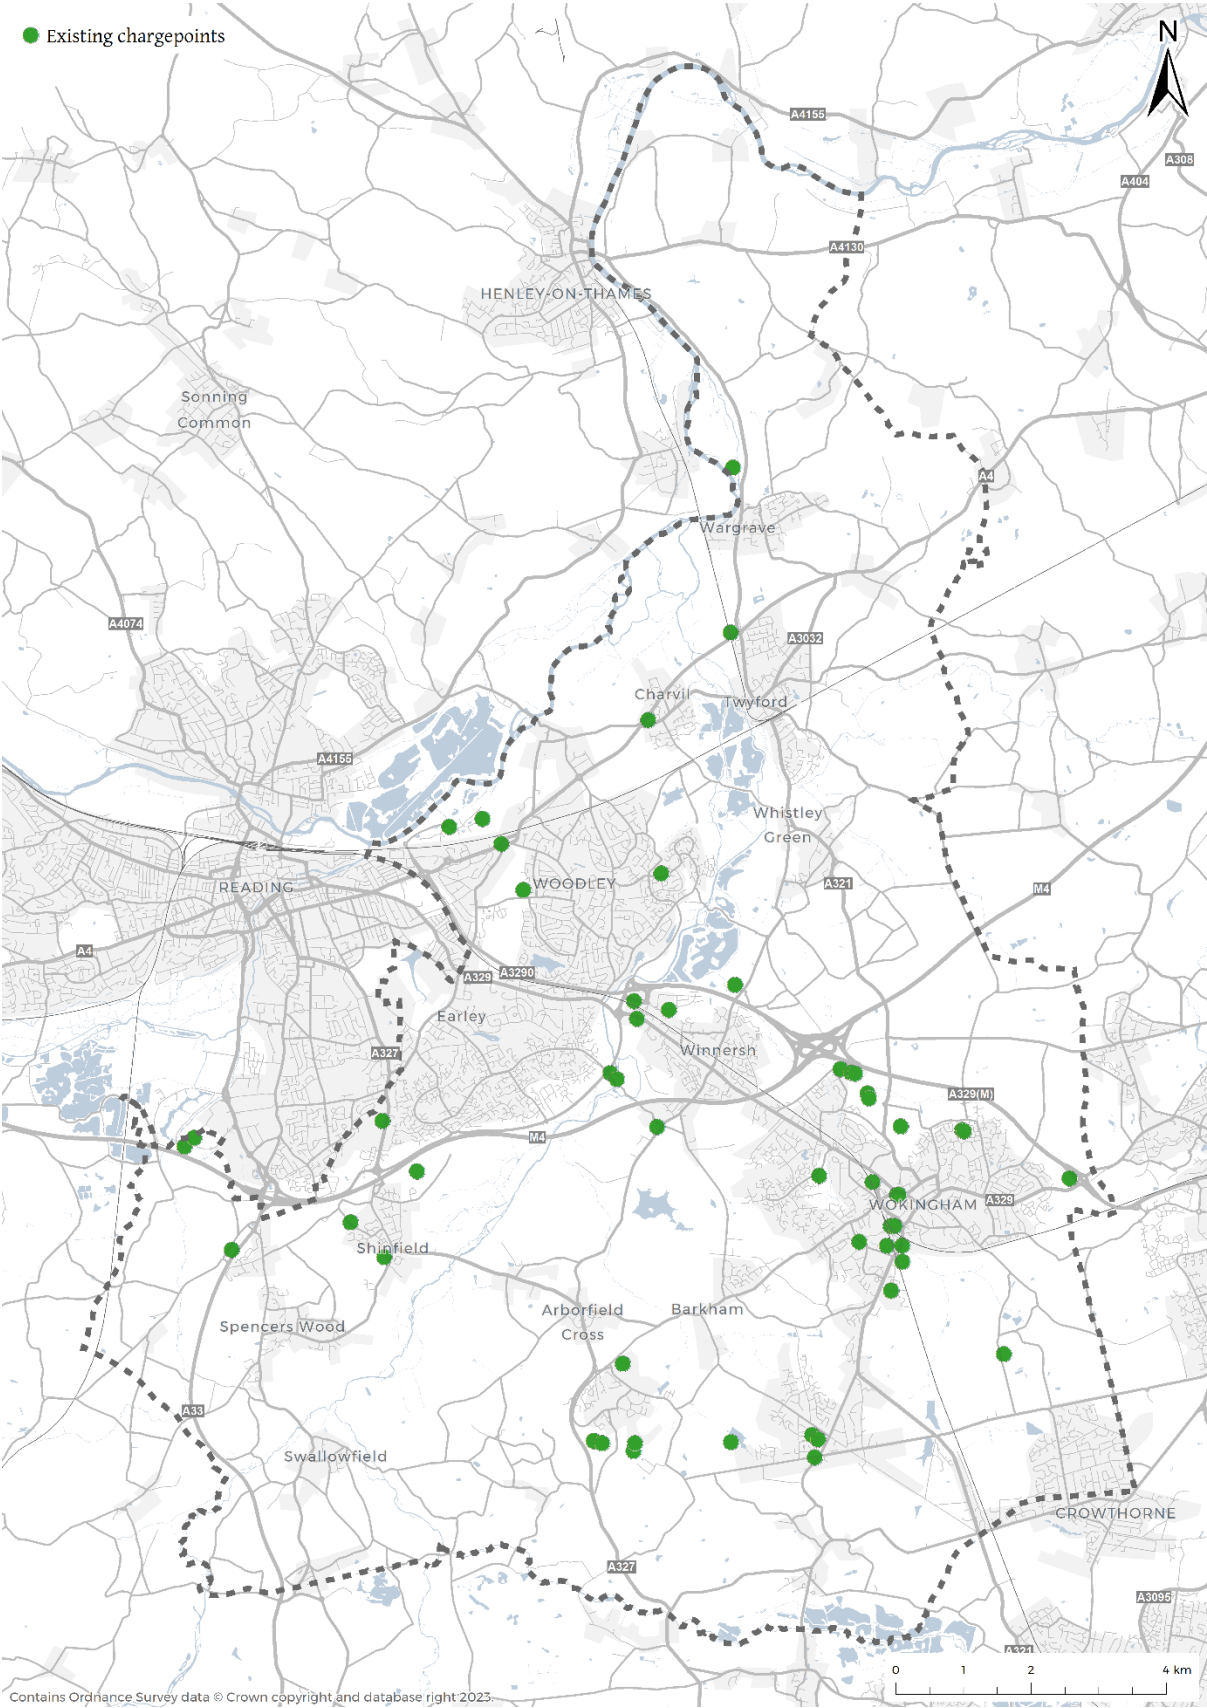 Existing chargepoints
N
A4155
A308
A404
A4130
HENLEY-ON-THAMES
Sonning
Common
A4
Wargrave
A4074
A3032
Charvil
Twyford
A4155
Whistley
Green
READING
WOODLEY
A321
M4
A4
A329
A3290
Earley
A327
Winnersh
A329(M)
M4
A329
WOKINGHAM
Shinfield
Arborfield
Cross
Barkham
Spencers Wood
A33
Swallowfield
CROWTHORNE
A327
A3095
A321
0 1 2 4 km
Contains Ordnance Survey data © Crown copyright and database right 2023.